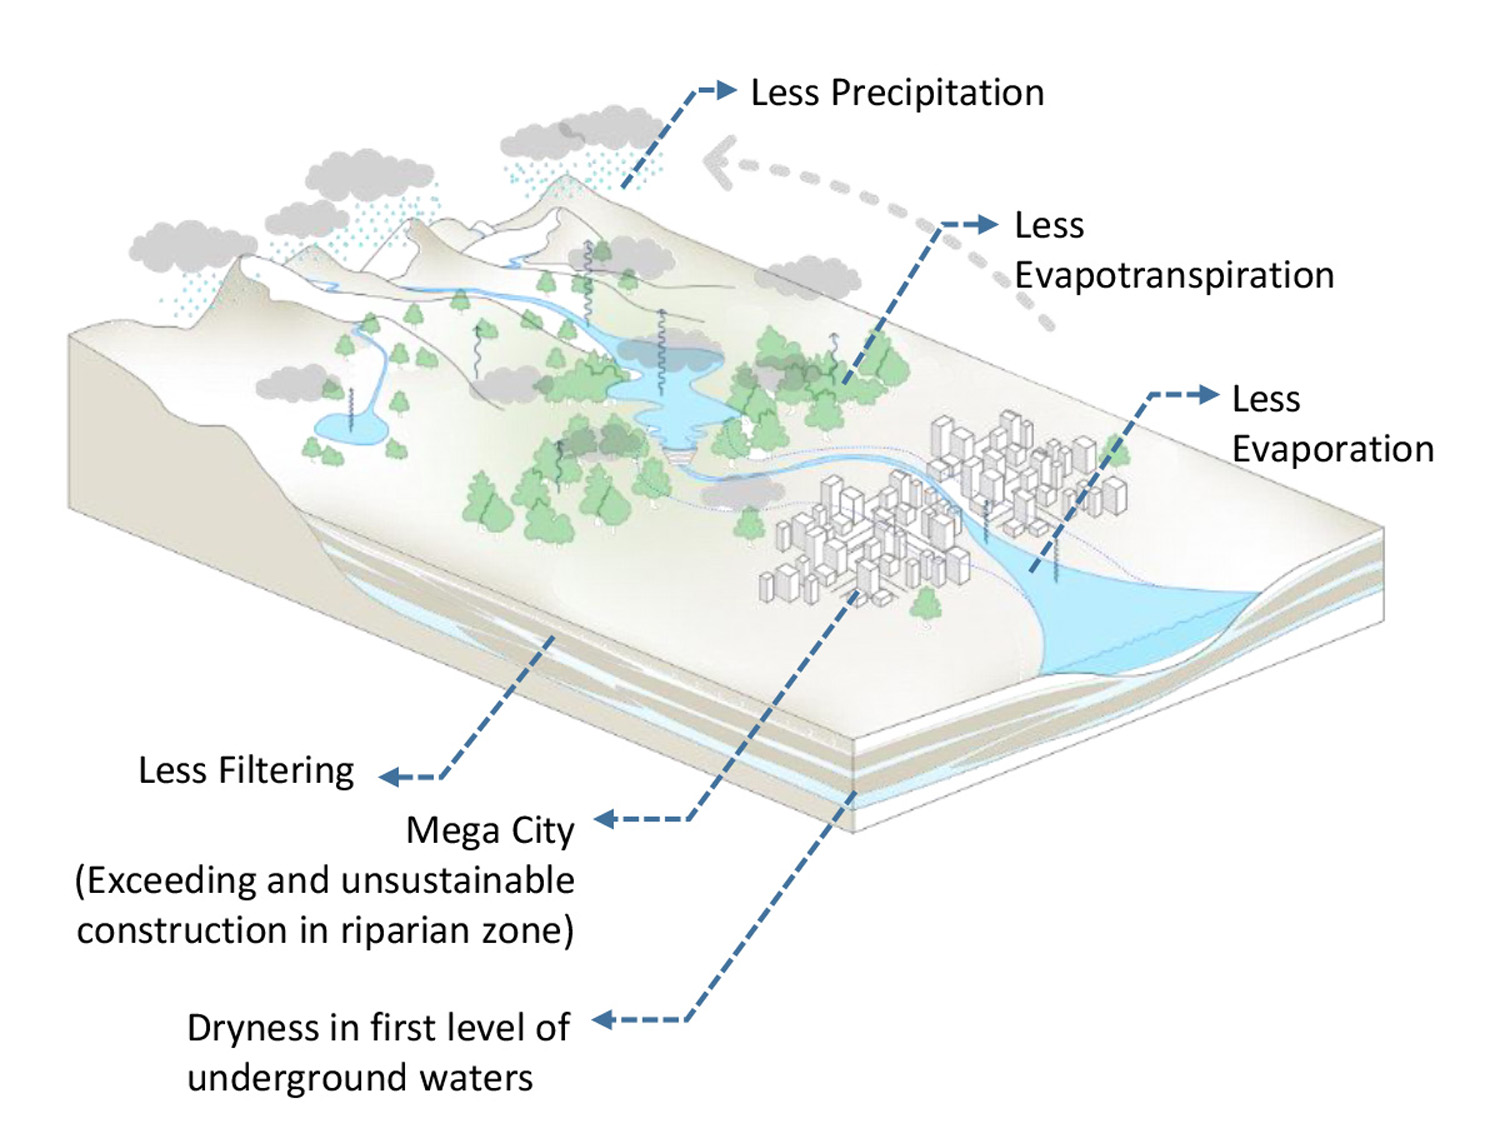 Less Precipitation
Less
Evapotranspiration
Less
Evaporation
Less Filtering
Mega City
(Exceeding and unsustainable
construction in riparian zone)
Dryness in first level of
underground waters